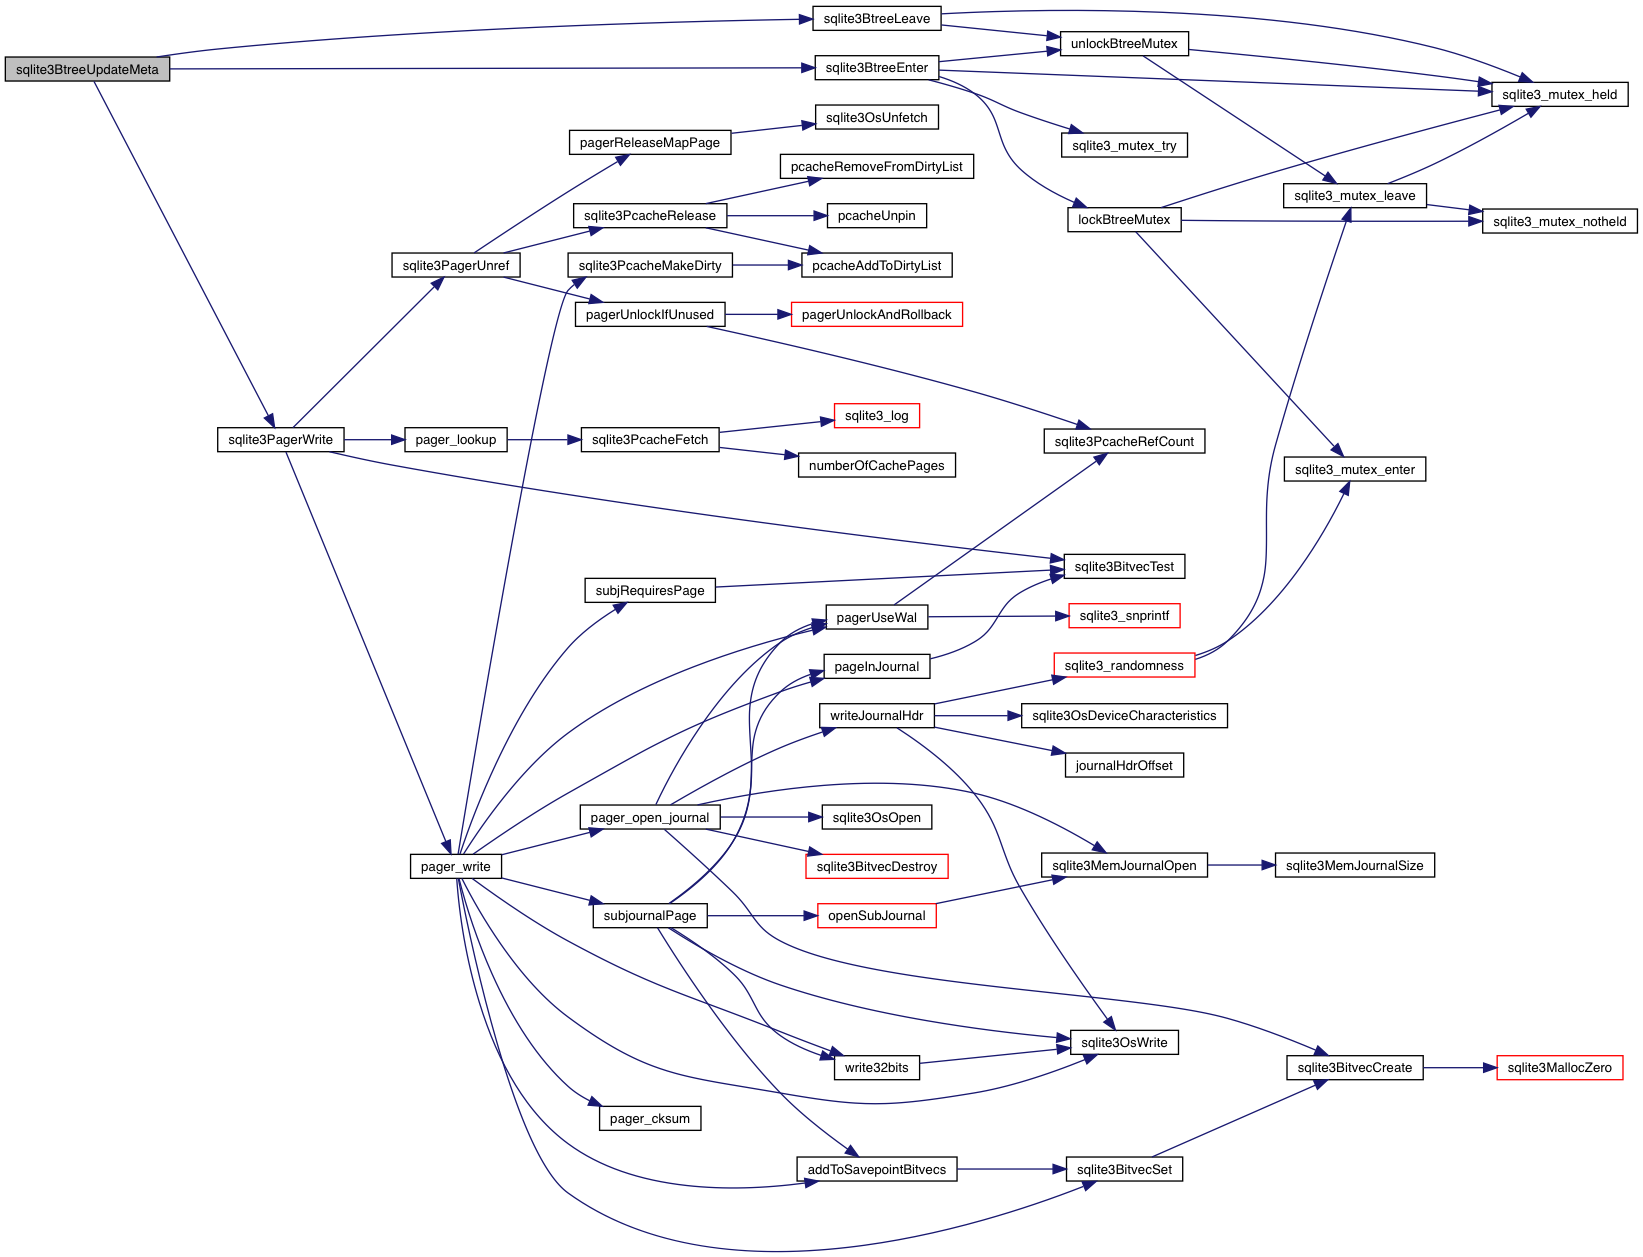 sqlite3BtreeLeave
unlockBtreeMutex
sqlite3BtreeUpdateMeta
sqlite3BtreeEnter
sqlite3_mutex_held
sqlite3OsUnfetch
pagerReleaseMapPage
sqlite3_mutex_try
pcacheRemoveFromDirtyList
sqlite3_mutex_leave
sqlite3PcacheRelease
pcacheUnpin
lockBtreeMutex
sqlite3_mutex_notheld
sqlite3PagerUnref
sqlite3PcacheMakeDirty
pcacheAddToDirtyList
pagerUnlockIfUnused
pagerUnlockAndRollback
sqlite3_log
sqlite3PagerWrite
pager_lookup
sqlite3PcacheFetch
sqlite3PcacheRefCount
numberOfCachePages
sqlite3_mutex_enter
sqlite3BitvecTest
subjRequiresPage
pagerUseWal
sqlite3_snprintf
pageInJournal
sqlite3_randomness
writeJournalHdr
sqlite3OsDeviceCharacteristics
journalHdrOffset
pager_open_journal
sqlite3OsOpen
pager_write
sqlite3BitvecDestroy
sqlite3MemJournalOpen
sqlite3MemJournalSize
subjournalPage
openSubJournal
sqlite3OsWrite
write32bits
sqlite3BitvecCreate
sqlite3MallocZero
pager_cksum
addToSavepointBitvecs
sqlite3BitvecSet